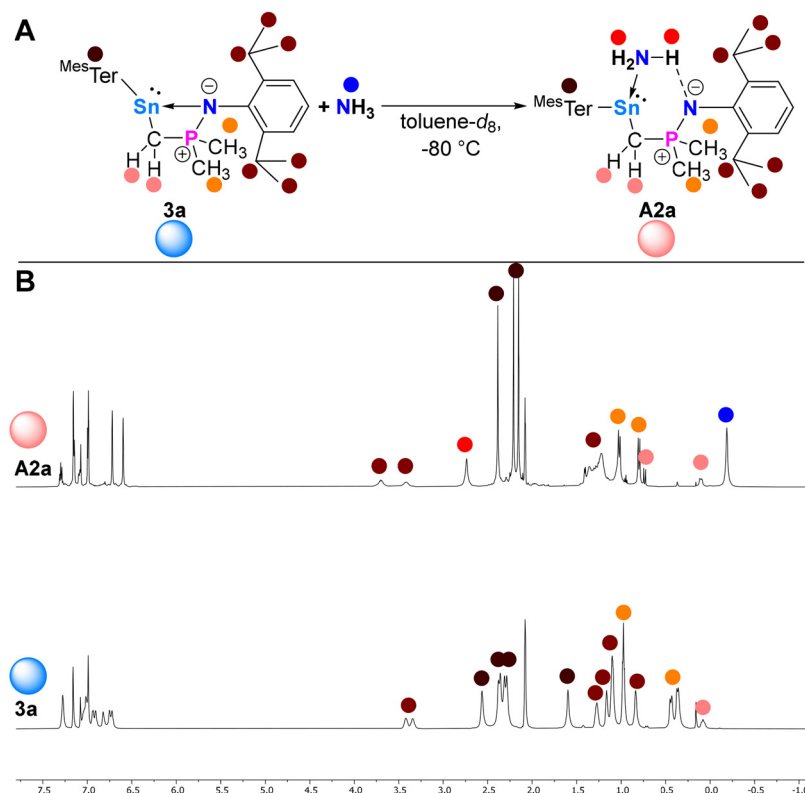 A
MesTer
Sn
:
N
⊖
P
⊕
C
H
H
CH3
CH3
3a
+ NH3
toluene-d8,
-80 °C
H2N
H
MesTer
Sn
:
N
⊖
C
P
⊕
H
H
CH3
CH3
A2a
B
A2a
3a
7.5 7.0 6.5 6.0 5.5 5.0 4.5 4.0 3.5 3.0 2.5 2.0 1.5 1.0 0.5 0.0 -0.5 -1.0